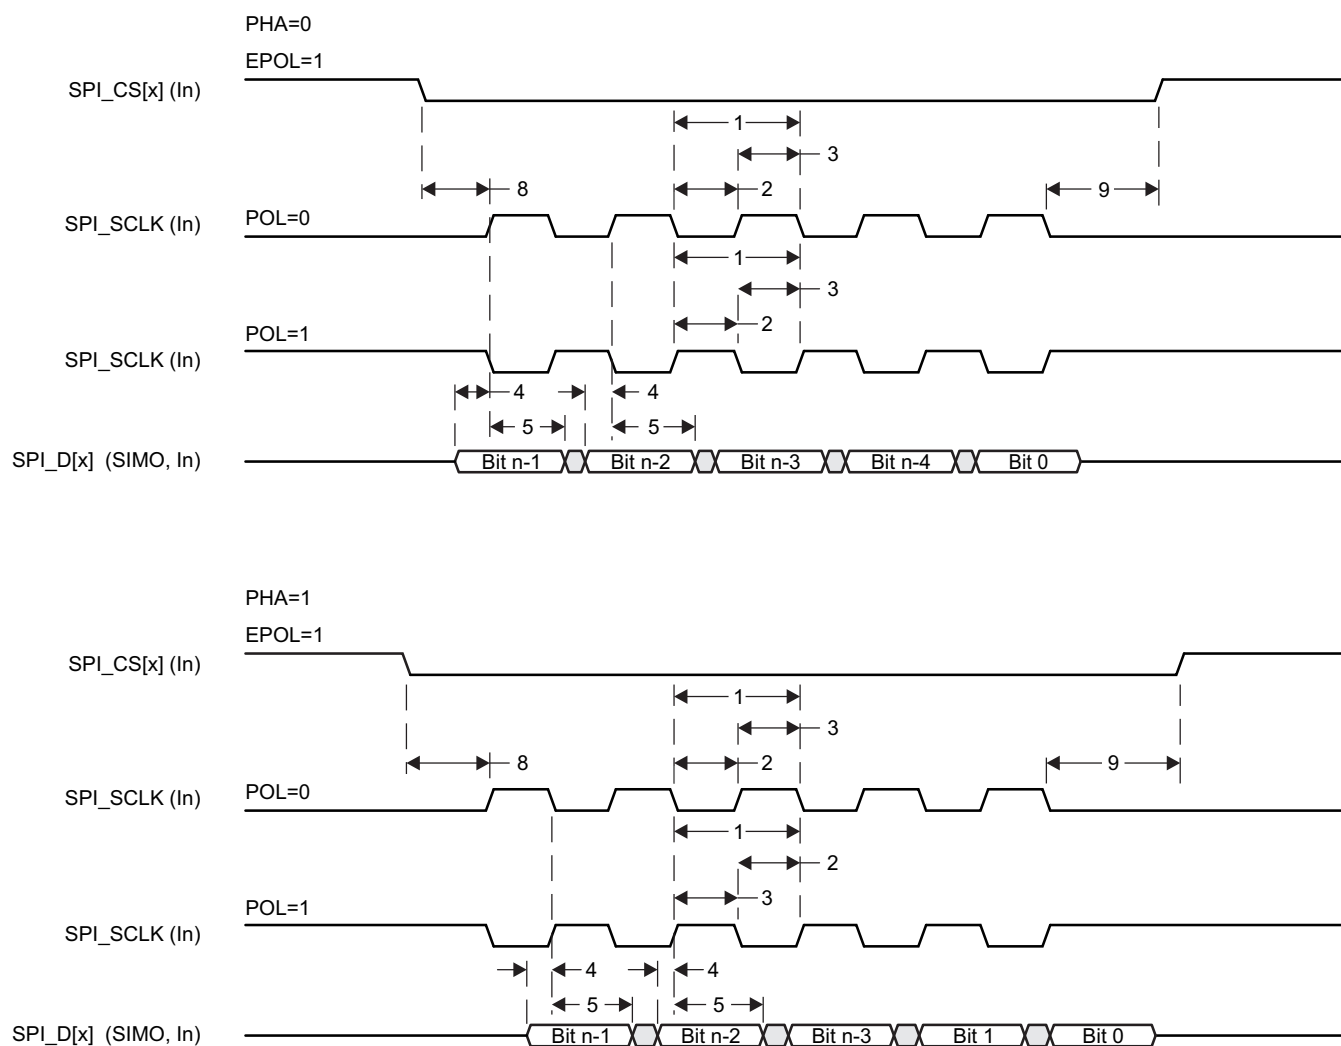 PHA=0
EPOL=1
SPI_CS[x] (In)
1
3
8
2
9
POL=0
SPI_SCLK (In)
1
3
2
POL=1
SPI_SCLK (In)
4
4
5
5
SPI_D[x] (SIMO, In)
Bit n-1
Bit n-2
Bit n-3
Bit n-4
Bit 0
PHA=1
EPOL=1
SPI_CS[x] (In)
1
3
8
2
9
POL=0
SPI_SCLK (In)
1
2
3
POL=1
SPI_SCLK (In)
4
4
5
5
SPI_D[x] (SIMO, In)
Bit n-1
Bit n-2
Bit n-3
Bit 1
Bit 0